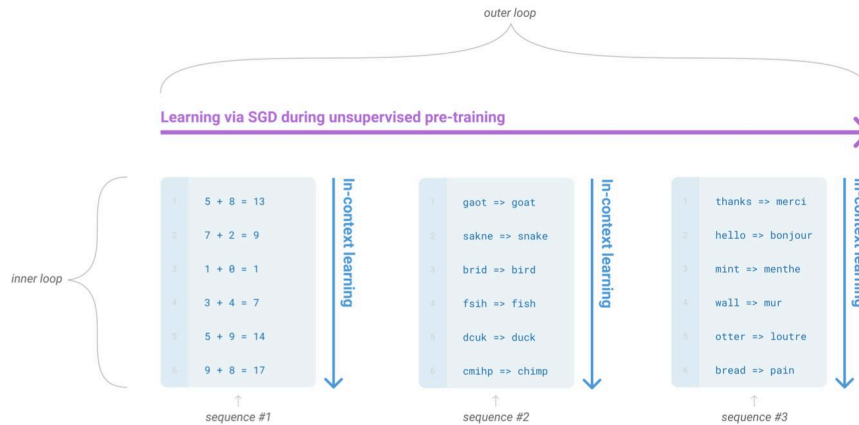 outer loop
Learning via SGD during unsupervised pre-training
inner loop
1 5 + 8 = 13
2 7 + 2 = 9
3 1 + 0 = 1
4 3 + 4 = 7
5 5 + 9 = 14
6 9 + 8 = 17
In-context learning
sequence #1
1 gaot => goat
2 sakne => snake
3 brid => bird
4 fsih => fish
5 dcuk => duck
6 cmihp => chimp
In-context learning
sequence #2
1 thanks => merci
2 hello => bonjour
3 mint => menthe
4 wall => mur
5 otter => loutre
6 bread => pain
In-context learning
sequence #3